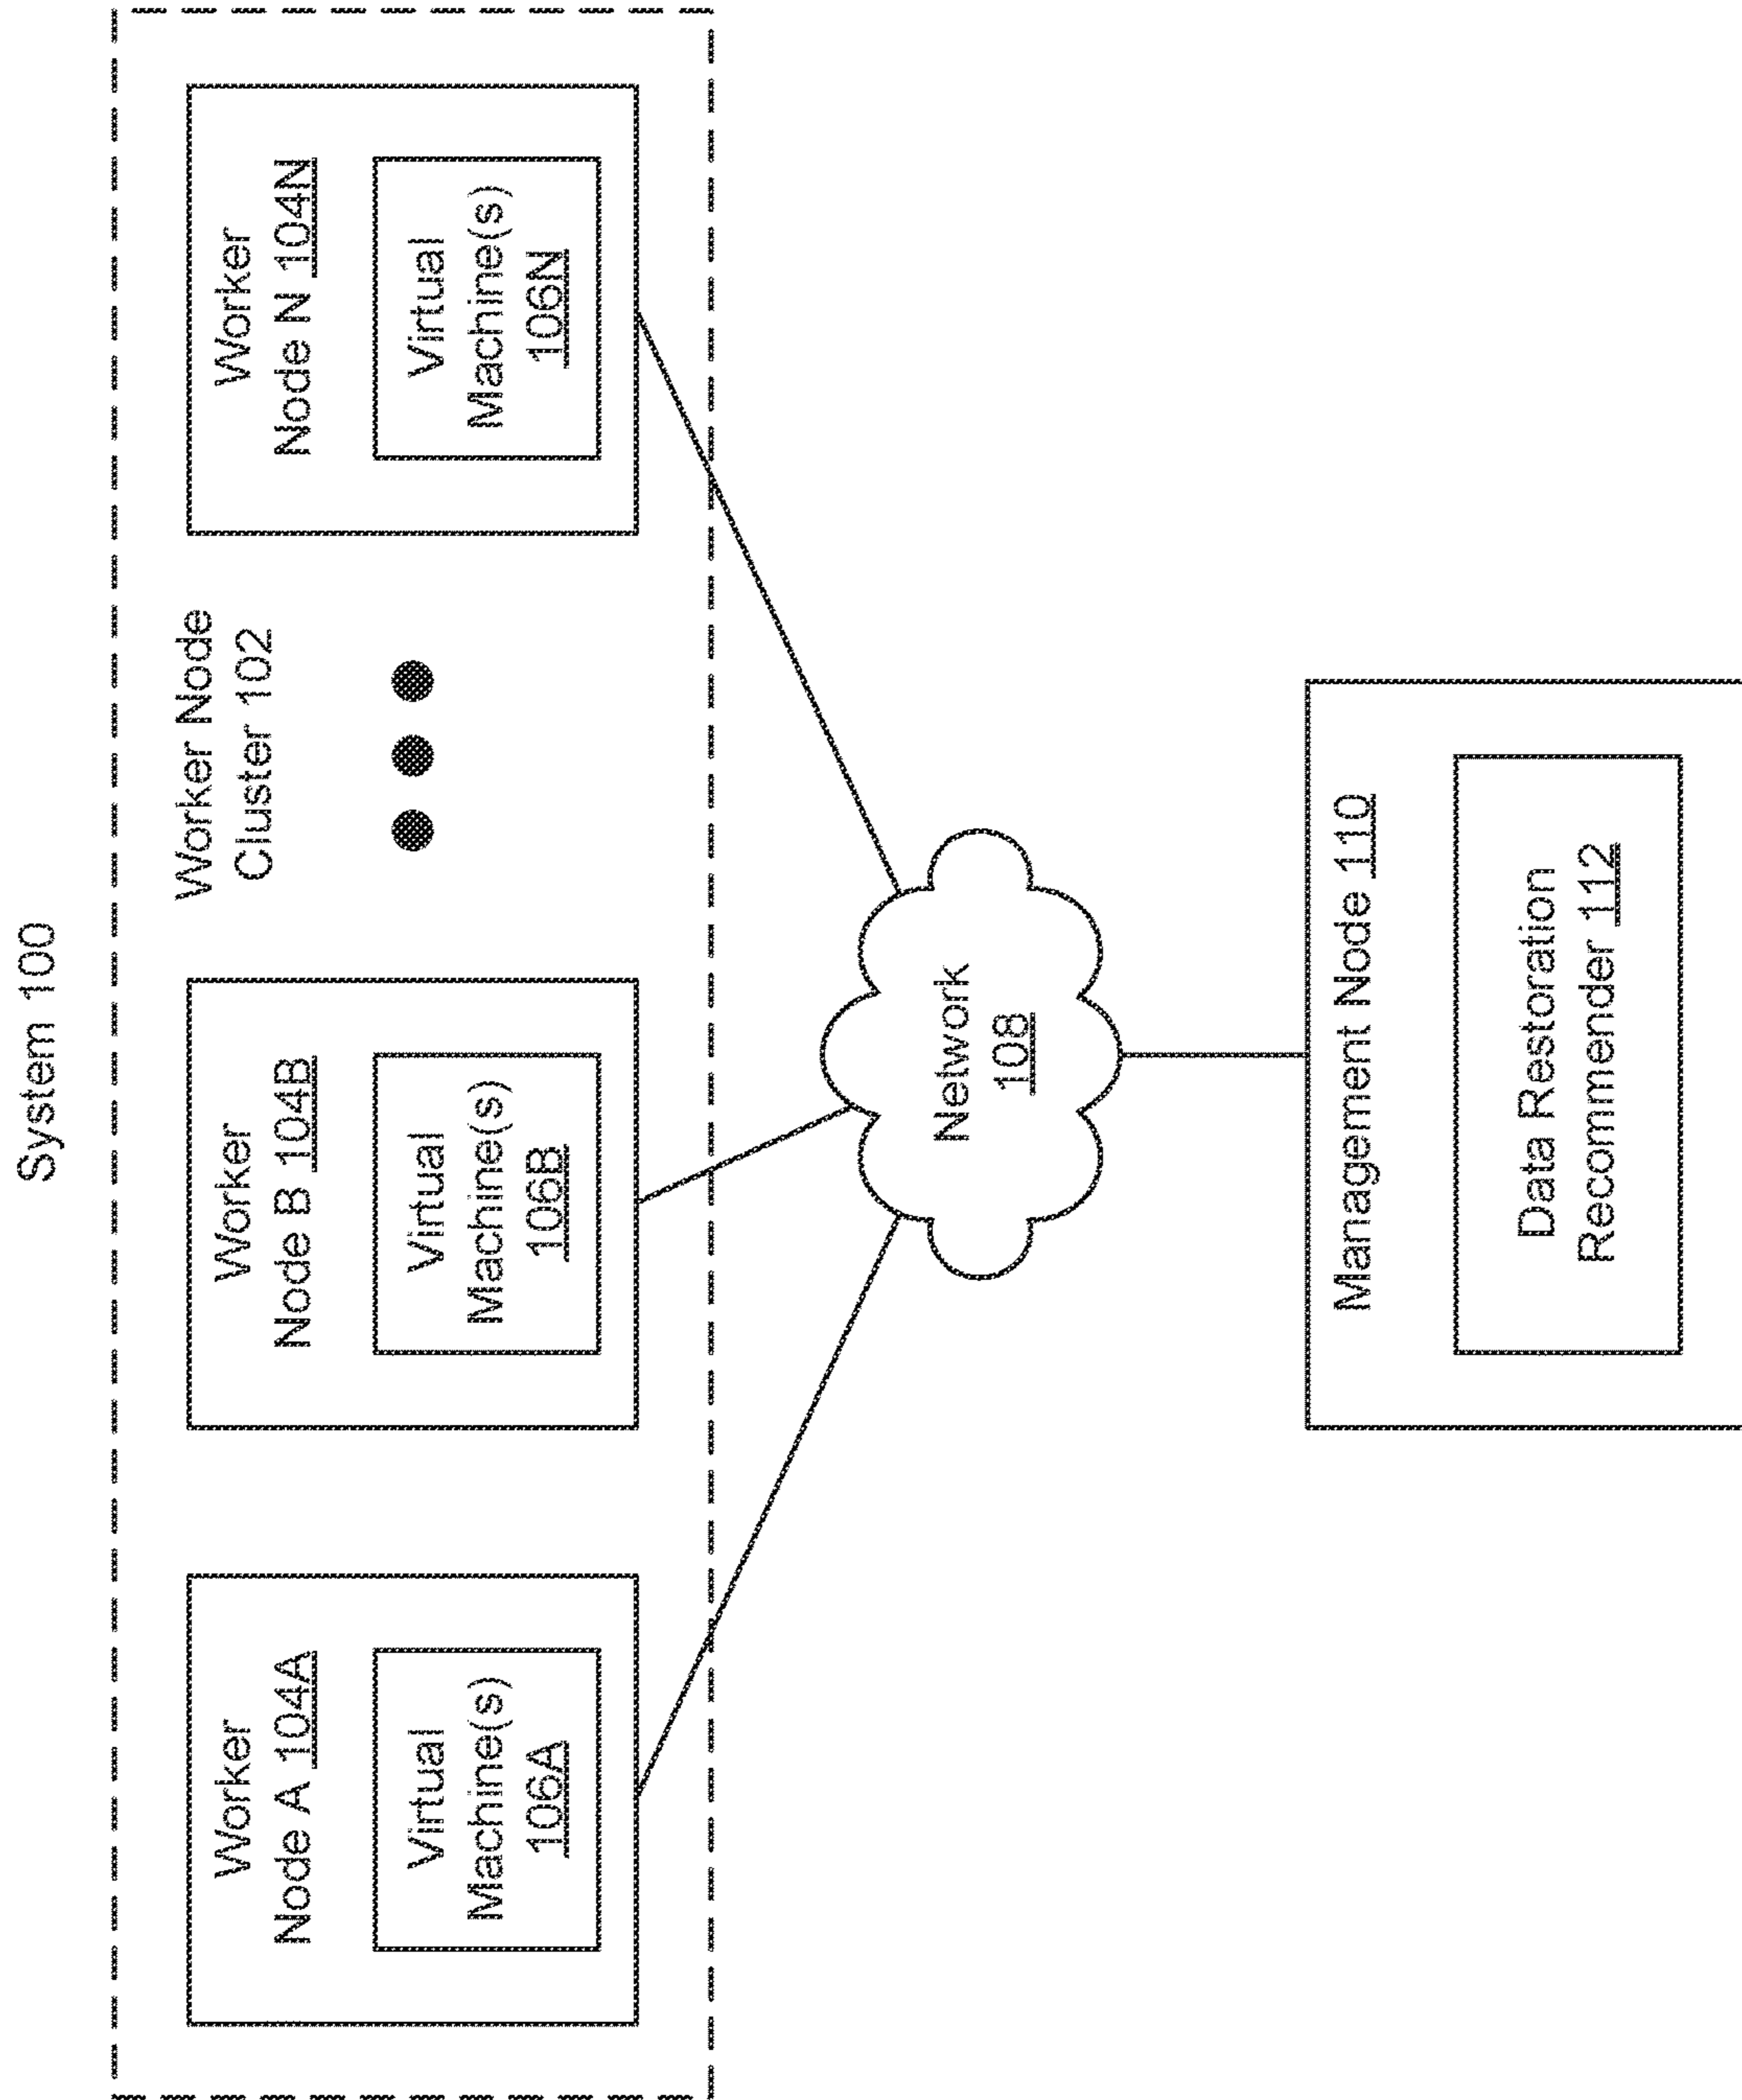 System 100
Worker
Node A 104A
Virtual
Machine(s)
106A
Worker
Node B 104B
Virtual
Machine(s)
106B
Worker Node
Cluster 102
Worker
Node N 104N
Virtual
Machine(s)
106N
Network
108
Management Node 110
Data Restoration
Recommender 112